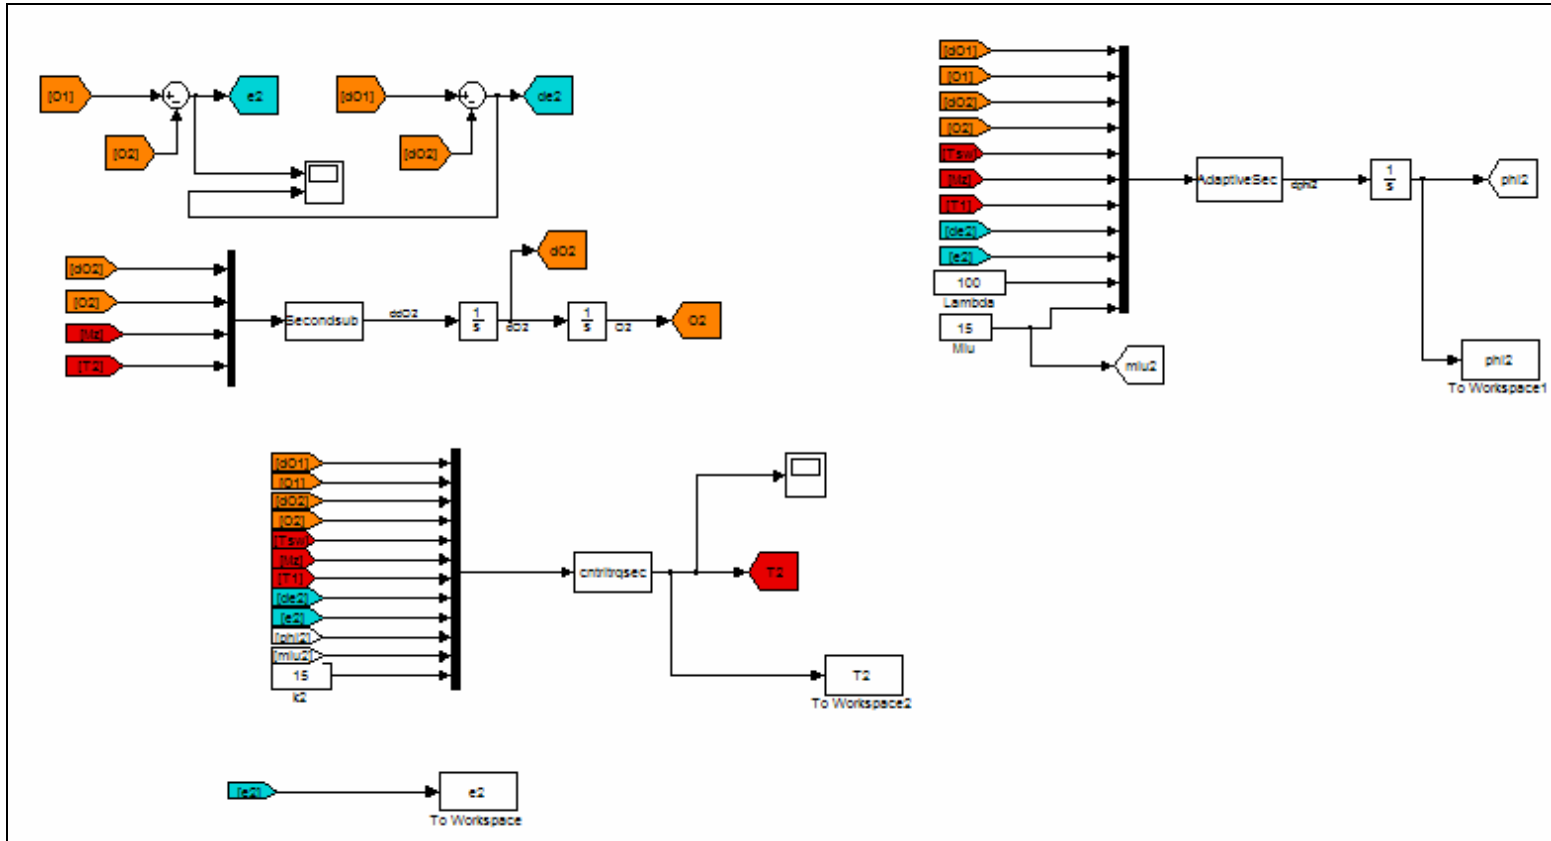 [O1]
e2
[dO1]
de2
[O2]
[dO2]
[dO2]
[O2]
[Mz]
[T2]
Secondsub
ddO2
1
s
dO2
dO2
1
s
O2
O2
[dO1]
[O1]
[dO2]
[O2]
[Tsw]
[Mz]
[T1]
[de2]
[e2]
100
Lambda
15
Miu
miu2
AdaptiveSec
dphi2
1
s
phi2
phi2
To Workspace1
[dO1]
[O1]
[dO2]
[O2]
[Tsw]
[Mz]
[T1]
[de2]
[e2]
[phi2]
[miu2]
15
k2
cntrltrqsec
T2
T2
To Workspace2
[e2]
e2
To Workspace